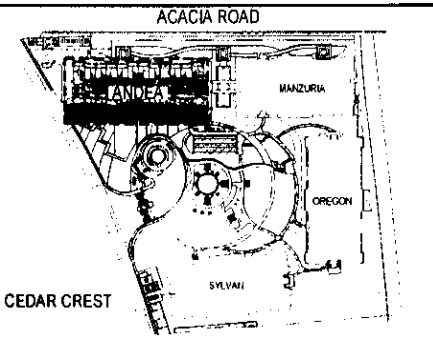 ACACIA ROAD
ANDEA
MANZURIA
OREGON
SYLVAN
CEDAR CREST